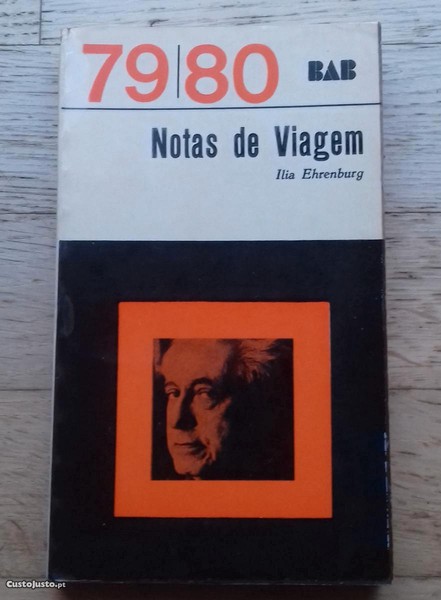 79|80 BAB
Notas de Viagem
Ilia Ehrenburg
CustoJusto.pt